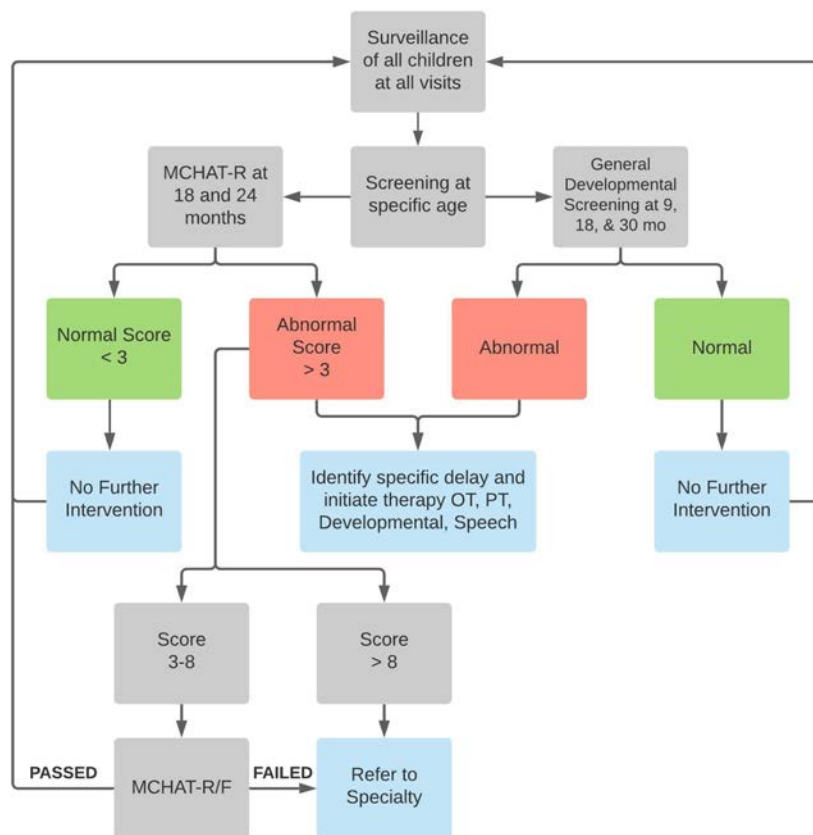 Surveillance
of all children
at all visits
MCHAT-R at
18 and 24
months
Screening at
specific age
General
Developmental
Screening at 9,
18, & 30 mo
Normal Score
< 3
Abnormal
Score
> 3
Abnormal
Normal
No Further
Intervention
Identify specific delay and
initiate therapy OT, PT,
Developmental, Speech
No Further
Intervention
Score
3-8
Score
> 8
PASSED
MCHAT-R/F
FAILED
Refer to
Specialty